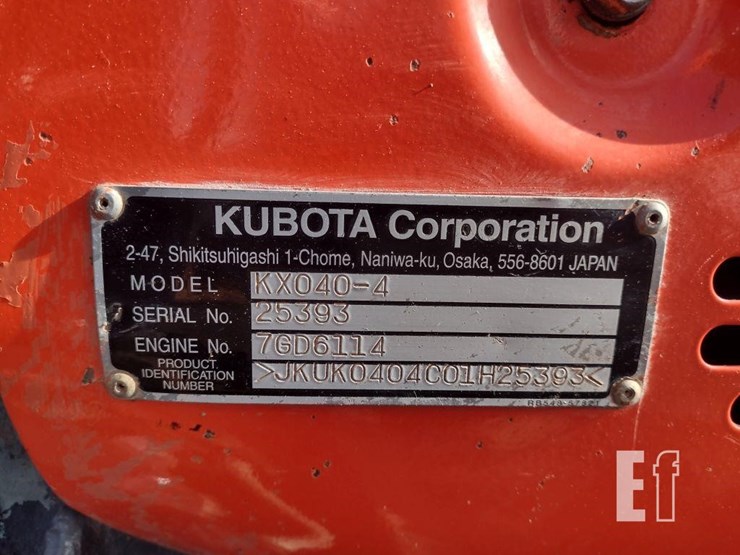 KUBOTA Corporation
2-47, Shikitsuhigashi 1-Chome, Naniwa-ku, Osaka, 556-8601 JAPAN
MODEL KX040-4
SERIAL No. 25393
ENGINE No. 7GD6114
PRODUCT IDENTIFICATION NUMBER >JKUK0404C01H25393<
Ef